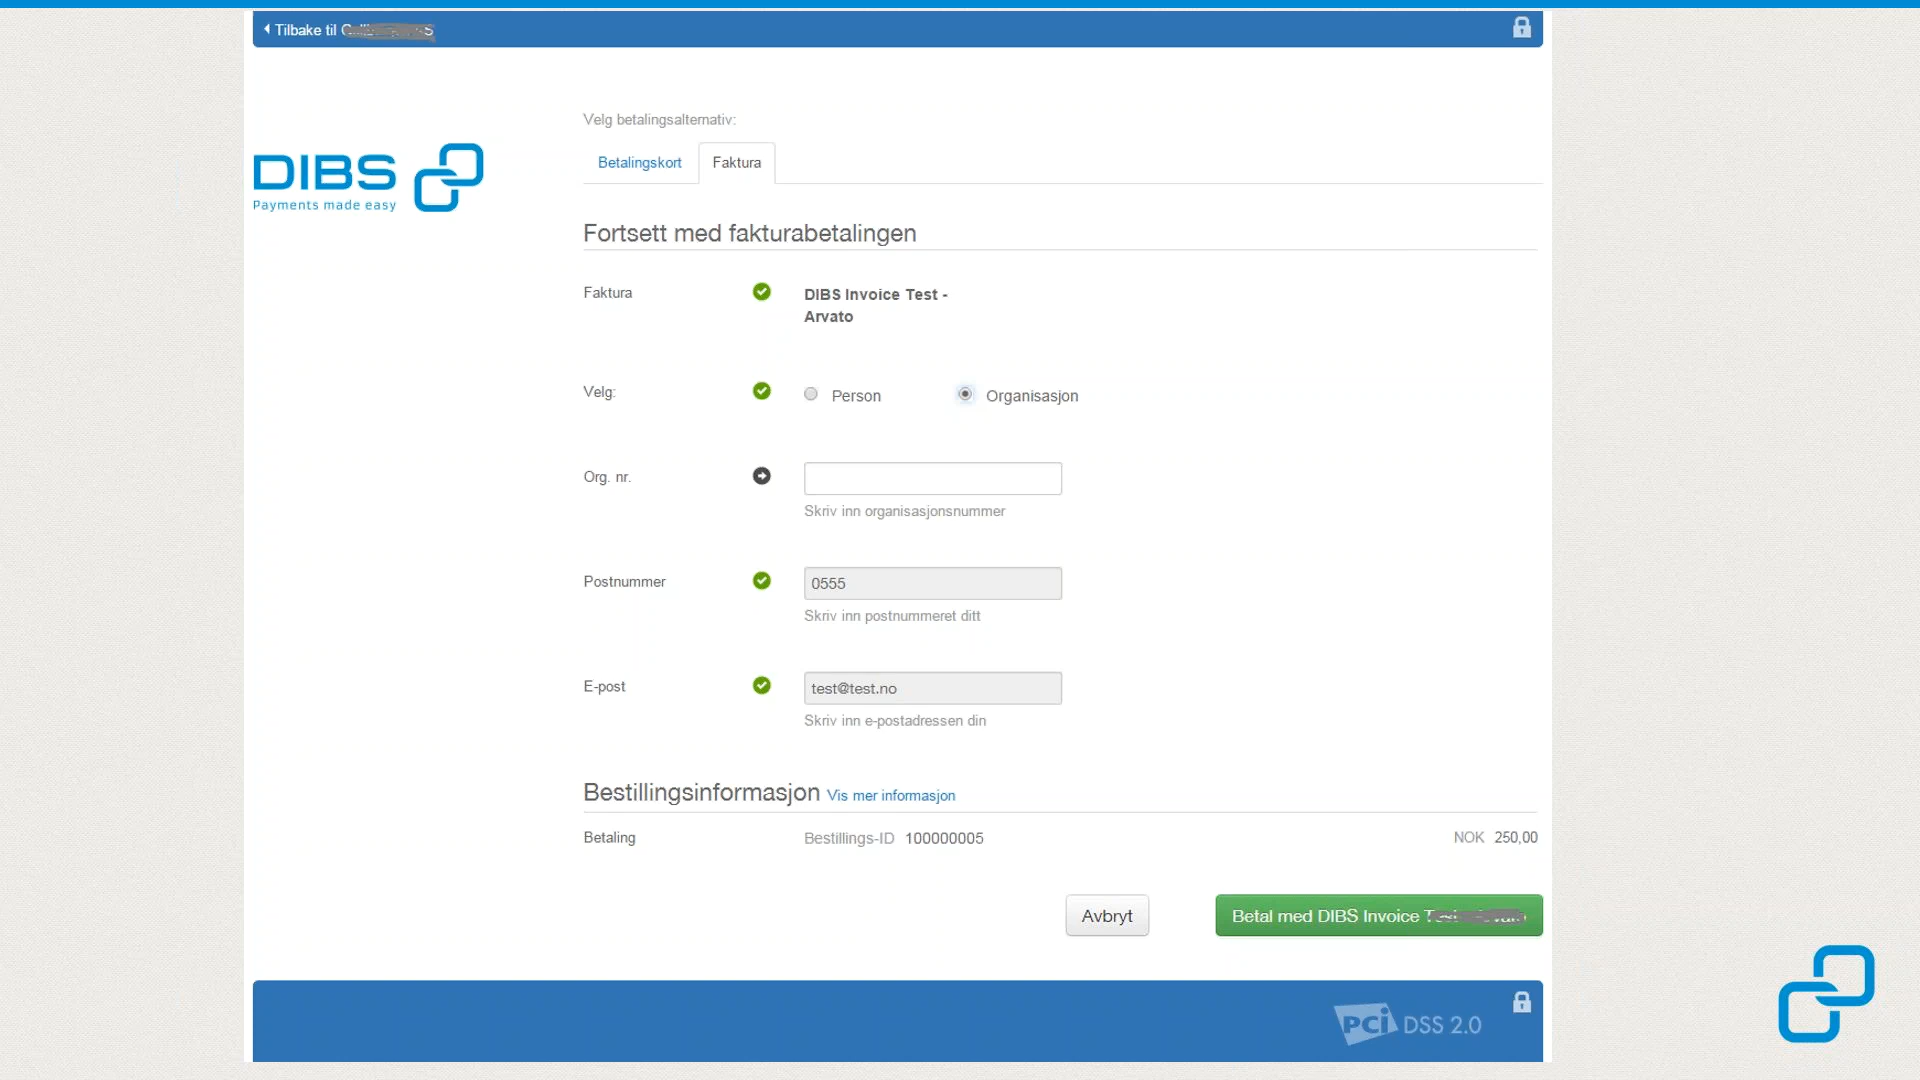 Tilbake til
DIBS
Payments made easy
Velg betalingsalternativ:
Betalingskort
Faktura
Fortsett med fakturabetalingen
Faktura
DIBS Invoice Test -
Arvato
Velg:
Person
Organisasjon
Org. nr.
Skriv inn organisasjonsnummer
Postnummer
0555
Skriv inn postnummeret ditt
E-post
test@test.no
Skriv inn e-postadressen din
Bestillingsinformasjon Vis mer informasjon
Betaling Bestillings-ID 100000005 NOK 250,00
Avbryt
Betal med DIBS Invoice
PCI DSS 2.0